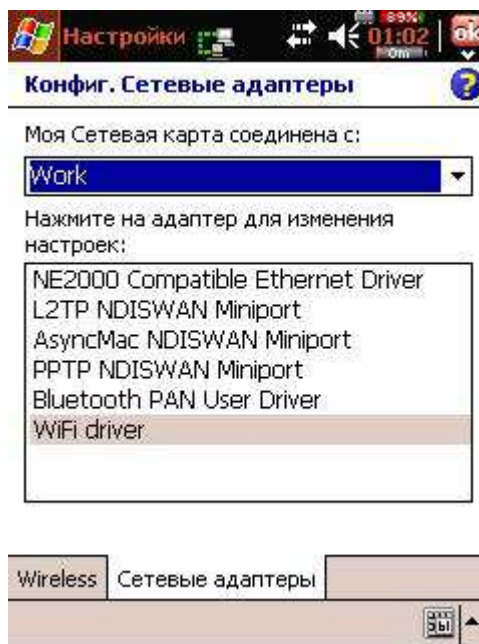 Настройки
89%
01:02
0m
ok
Конфиг. Сетевые адаптеры
?
Моя Сетевая карта соединена с:
Work
Нажмите на адаптер для изменения
настроек:
NE2000 Compatible Ethernet Driver
L2TP NDISWAN Miniport
AsyncMac NDISWAN Miniport
PPTP NDISWAN Miniport
Bluetooth PAN User Driver
WiFi driver
Wireless Сетевые адаптеры